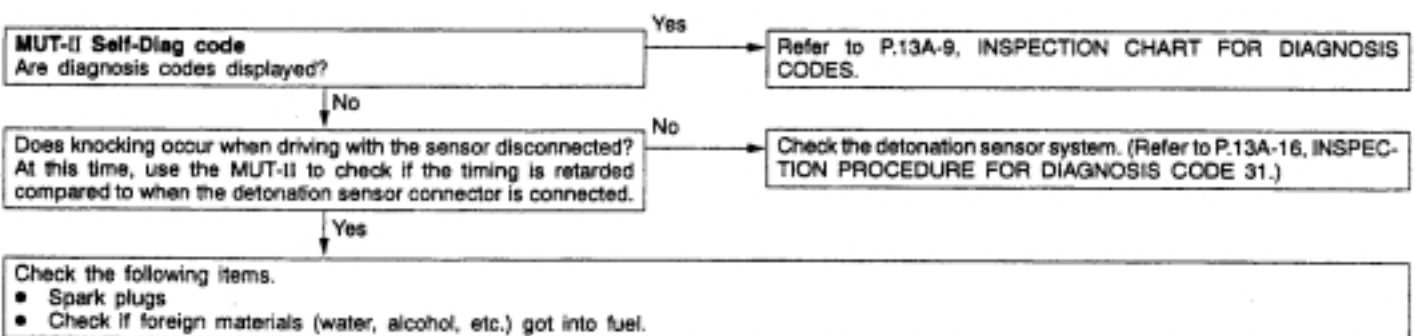 Yes
MUT-II Self-Diag code
Are diagnosis codes displayed?
Refer to P.13A-9, INSPECTION CHART FOR DIAGNOSIS
CODES.
No
Does knocking occur when driving with the sensor disconnected?
At this time, use the MUT-II to check if the timing is retarded
compared to when the detonation sensor connector is connected.
No
Check the detonation sensor system. (Refer to P.13A-16, INSPEC-
TION PROCEDURE FOR DIAGNOSIS CODE 31.)
Yes
Check the following items.
● Spark plugs
● Check if foreign materials (water, alcohol, etc.) got into fuel.